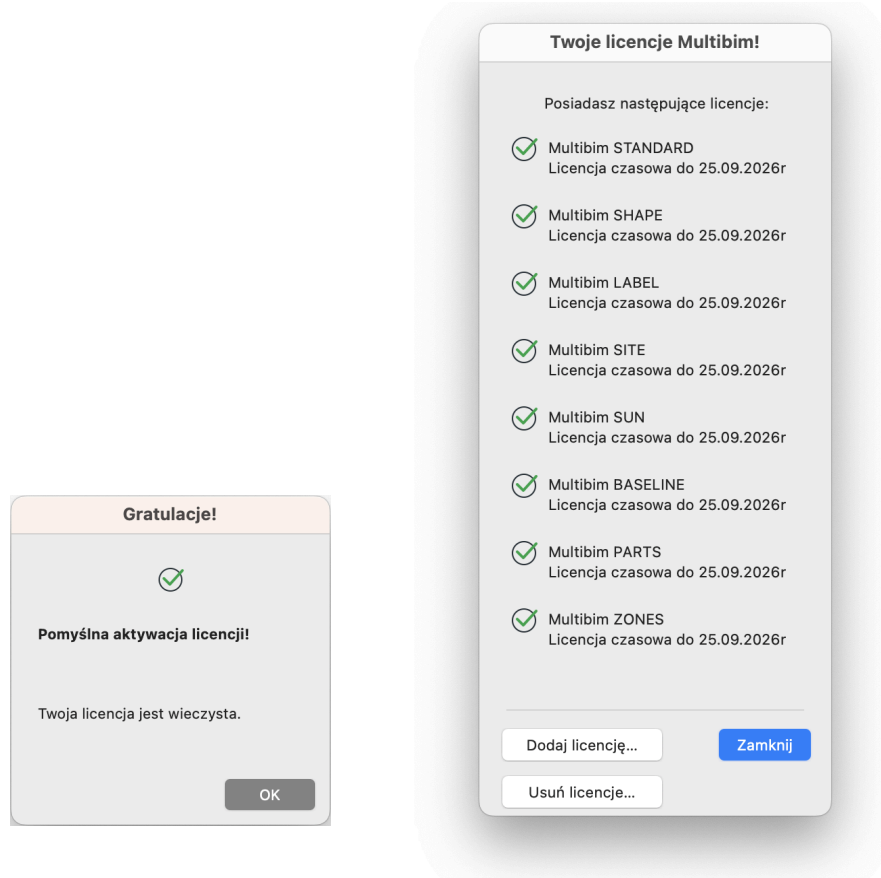 Gratulacje!
Pomyślna aktywacja licencji!
Twoja licencja jest wieczysta.
OK
Twoje licencje Multibim!
Posiadasz następujące licencje:
Multibim STANDARD
Licencja czasowa do 25.09.2026r
Multibim SHAPE
Licencja czasowa do 25.09.2026r
Multibim LABEL
Licencja czasowa do 25.09.2026r
Multibim SITE
Licencja czasowa do 25.09.2026r
Multibim SUN
Licencja czasowa do 25.09.2026r
Multibim BASELINE
Licencja czasowa do 25.09.2026r
Multibim PARTS
Licencja czasowa do 25.09.2026r
Multibim ZONES
Licencja czasowa do 25.09.2026r
Dodaj licencję...
Zamknij
Usuń licencje...